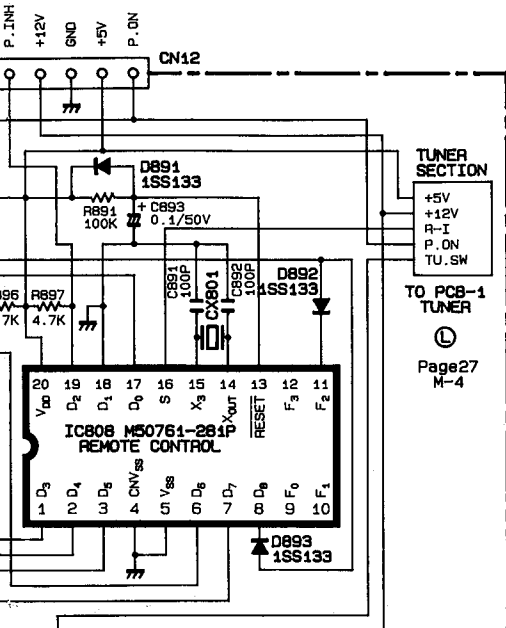 P.INH
+12V
GND
+5V
P.ON
CN12
TUNER
SECTION
+5V
+12V
R-I
P.ON
TU.SW
TO PCB-1
TUNER
L
Page27
M-4
D891
1SS133
R891
100K
+ C893
0.1/50V
C891
100P
CX801
C892
100P
D892
1SS133
R897
4.7K
96
7K
20 19 18 17 16 15 14 13 12 11
VDD D2 D1 D0 S X3 XOUT RESET F3 F2
IC808 M50761-281P
REMOTE CONTROL
D3 D4 D5 CNVSS VSS D6 D7 D8 F0 F1
1 2 3 4 5 6 7 8 9 10
D893
1SS133